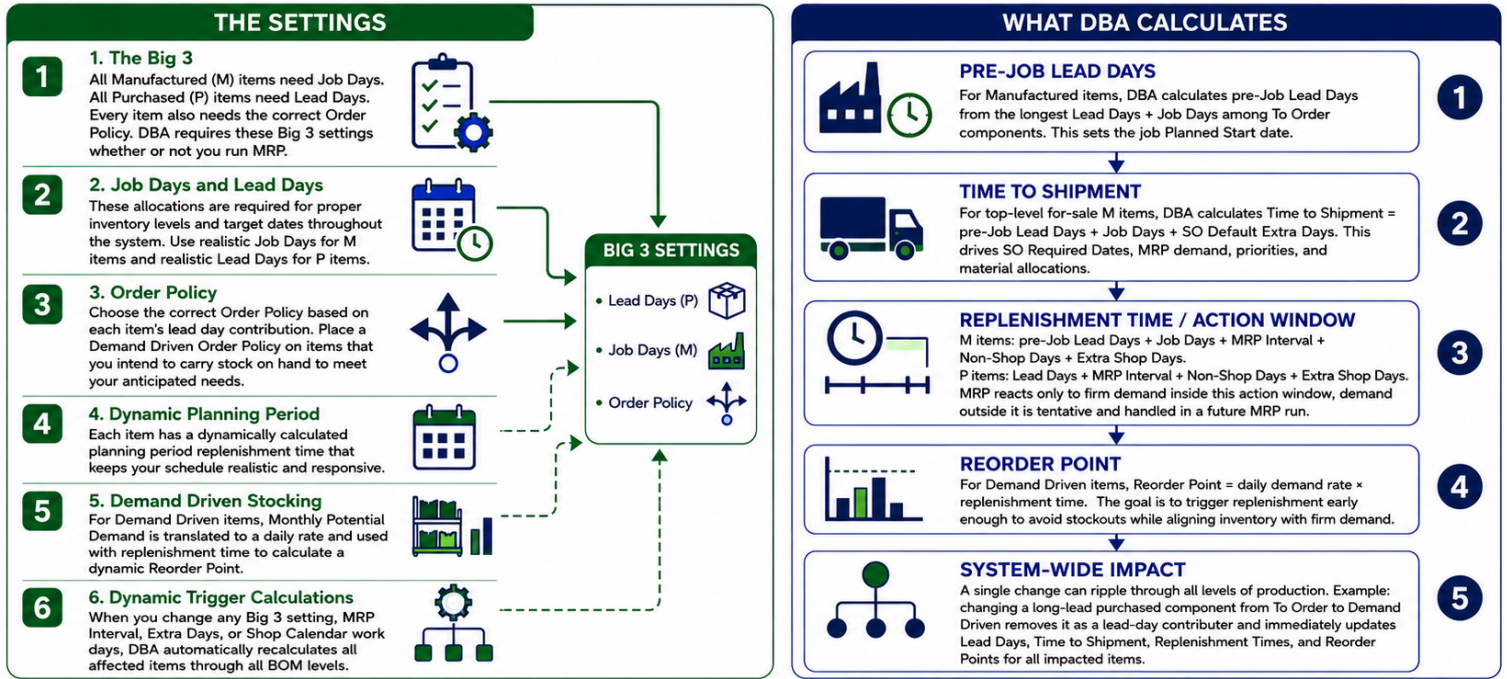 THE SETTINGS
1
1. The Big 3
All Manufactured (M) items need Job Days.
All Purchased (P) items need Lead Days.
Every item also needs the correct Order
Policy. DBA requires these Big 3 settings
whether or not you run MRP.
2
2. Job Days and Lead Days
These allocations are required for proper
inventory levels and target dates throughout
the system. Use realistic Job Days for M
items and realistic Lead Days for P items.
3
3. Order Policy
Choose the correct Order Policy based on
each item's lead day contribution. Place a
Demand Driven Order Policy on items that
you intend to carry stock on hand to meet
your anticipated needs.
4
4. Dynamic Planning Period
Each item has a dynamically calculated
planning period replenishment time that
keeps your schedule realistic and responsive.
5
5. Demand Driven Stocking
For Demand Driven items, Monthly Potential
Demand is translated to a daily rate and used
with replenishment time to calculate a
dynamic Reorder Point.
6
6. Dynamic Trigger Calculations
When you change any Big 3 setting, MRP
Interval, Extra Days, or Shop Calendar work
days, DBA automatically recalculates all
affected items through all BOM levels.
BIG 3 SETTINGS
• Lead Days (P)
• Job Days (M)
• Order Policy
WHAT DBA CALCULATES
PRE-JOB LEAD DAYS
For Manufactured items, DBA calculates pre-Job Lead Days
from the longest Lead Days + Job Days among To Order
components. This sets the job Planned Start date.
1
TIME TO SHIPMENT
For top-level for-sale M items, DBA calculates Time to Shipment =
pre-Job Lead Days + Job Days + SO Default Extra Days. This
drives SO Required Dates, MRP demand, priorities, and
material allocations.
2
REPLENISHMENT TIME / ACTION WINDOW
M items: pre-Job Lead Days + Job Days + MRP Interval +
Non-Shop Days + Extra Shop Days.
P items: Lead Days + MRP Interval + Non-Shop Days + Extra Shop Days.
MRP reacts only to firm demand inside this action window, demand
outside it is tentative and handled in a future MRP run.
3
REORDER POINT
For Demand Driven items, Reorder Point = daily demand rate ×
replenishment time. The goal is to trigger replenishment early
enough to avoid stockouts while aligning inventory with firm demand.
4
SYSTEM-WIDE IMPACT
A single change can ripple through all levels of production. Example:
changing a long-lead purchased component from To Order to Demand
Driven removes it as a lead-day contributer and immediately updates
Lead Days, Time to Shipment, Replenishment Times, and Reorder
Points for all impacted items.
5